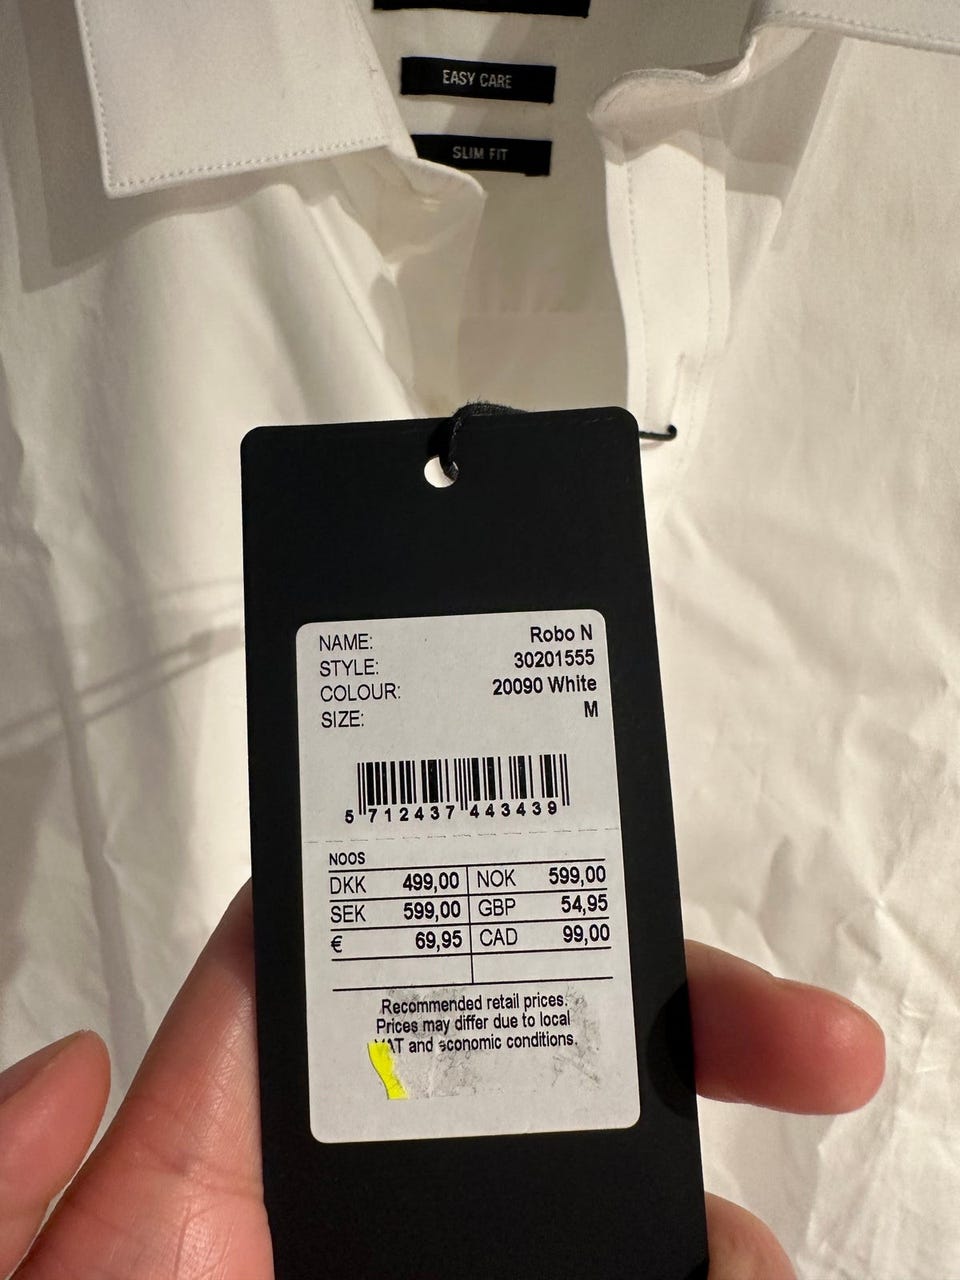 EASY CARE
SLIM FIT
NAME: Robo N
STYLE: 30201555
COLOUR: 20090 White
SIZE: M
5 712437 443439
NOOS
DKK 499,00 NOK 599,00
SEK 599,00 GBP 54,95
€ 69,95 CAD 99,00
Recommended retail prices.
Prices may differ due to local
VAT and economic conditions.